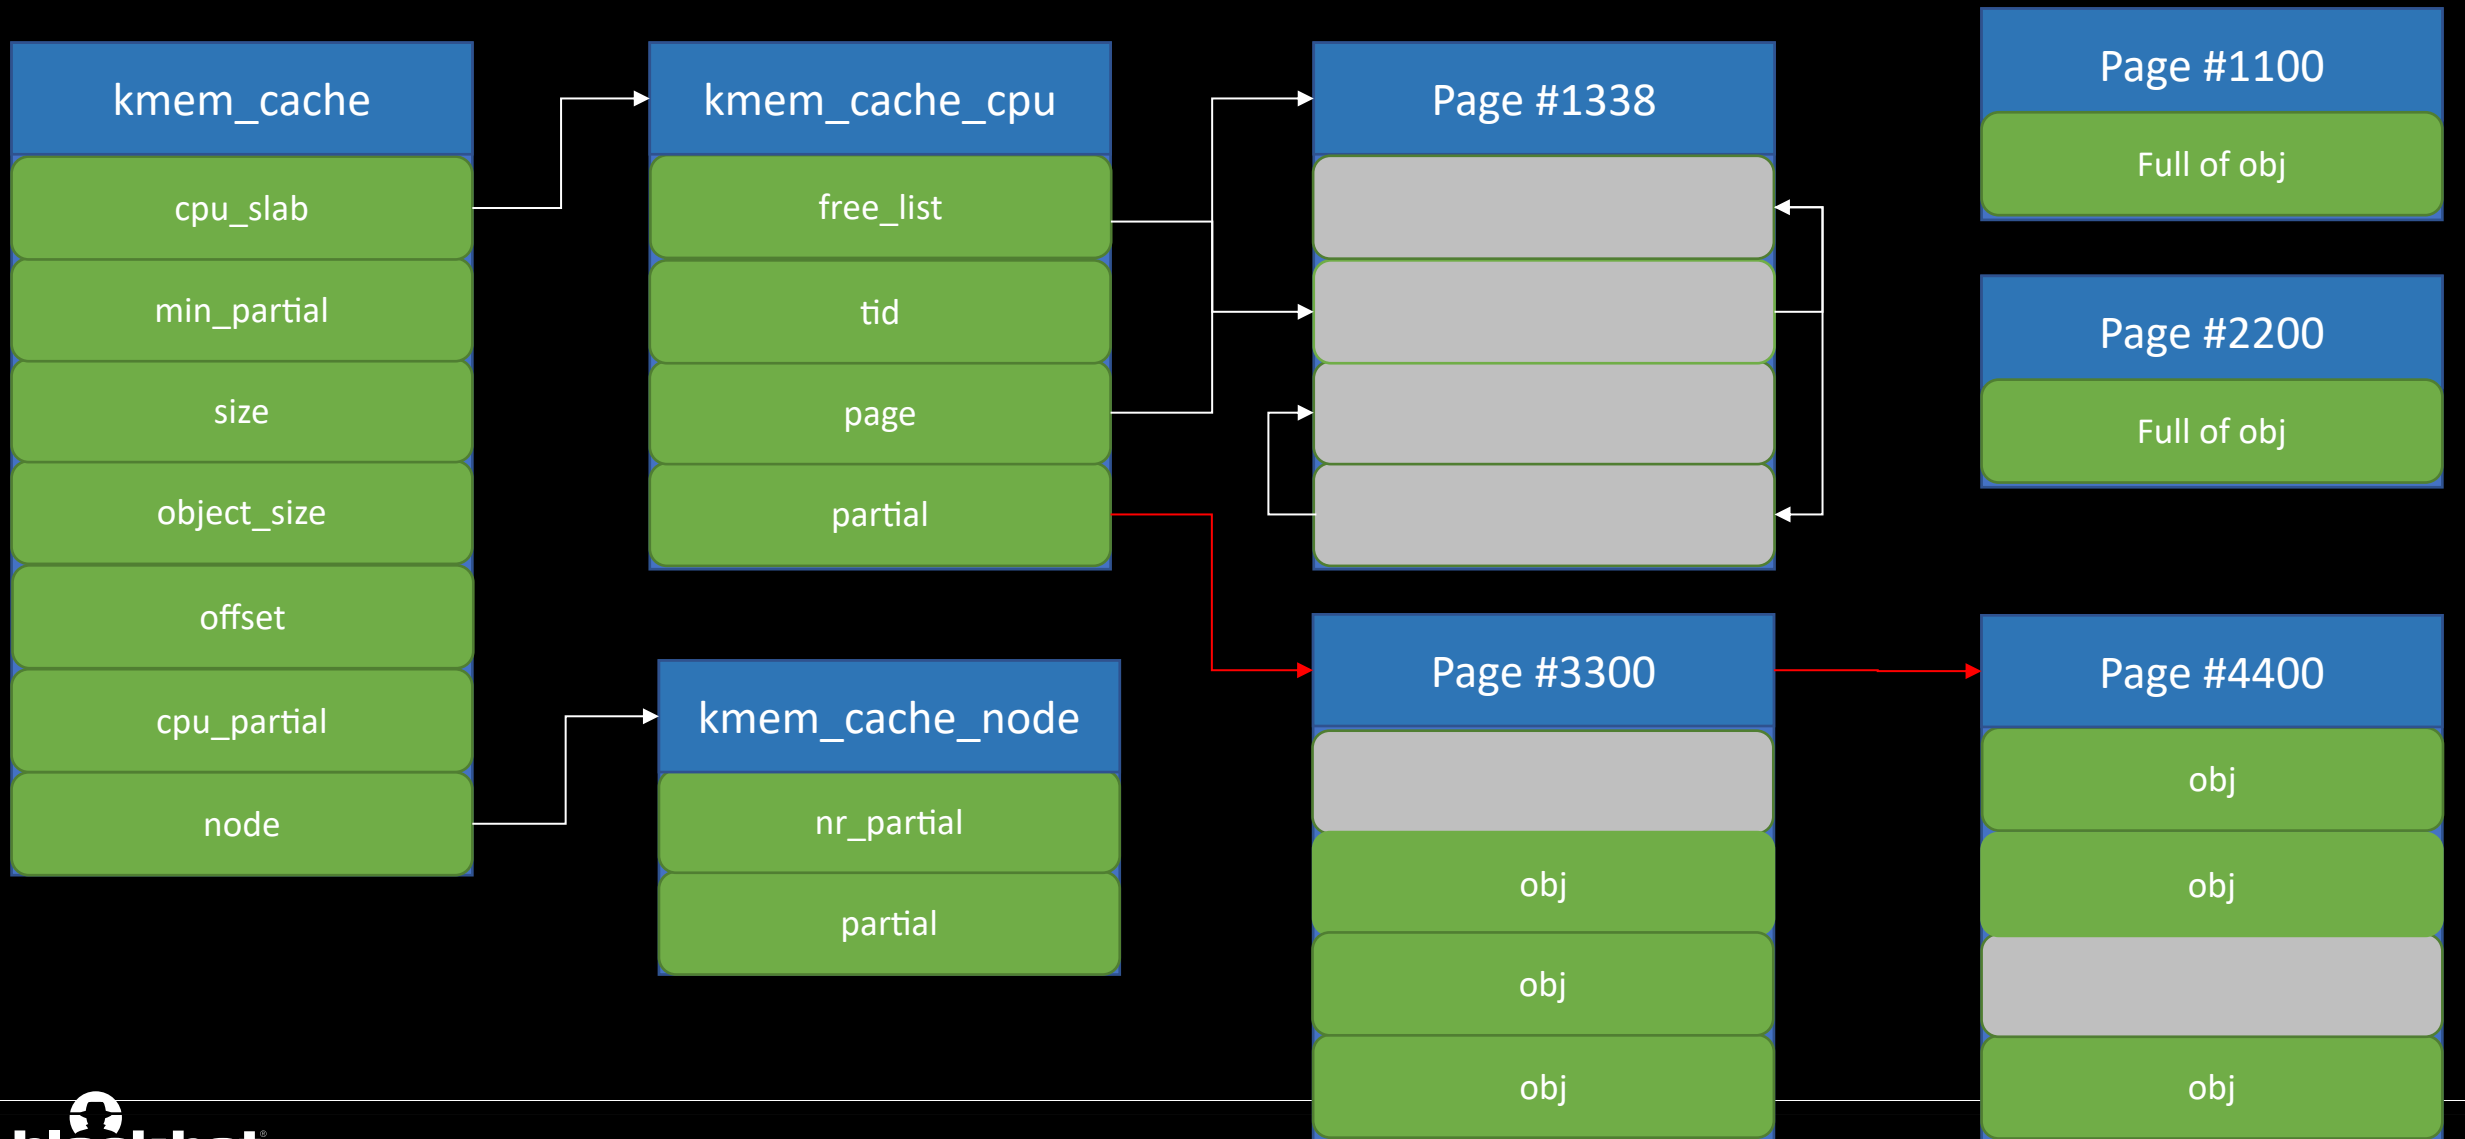 kmem_cache
cpu_slab
min_partial
size
object_size
offset
cpu_partial
node
kmem_cache_cpu
free_list
tid
page
partial
kmem_cache_node
nr_partial
partial
Page #1338
Page #3300
obj
obj
obj
Page #1100
Full of obj
Page #2200
Full of obj
Page #4400
obj
obj
obj